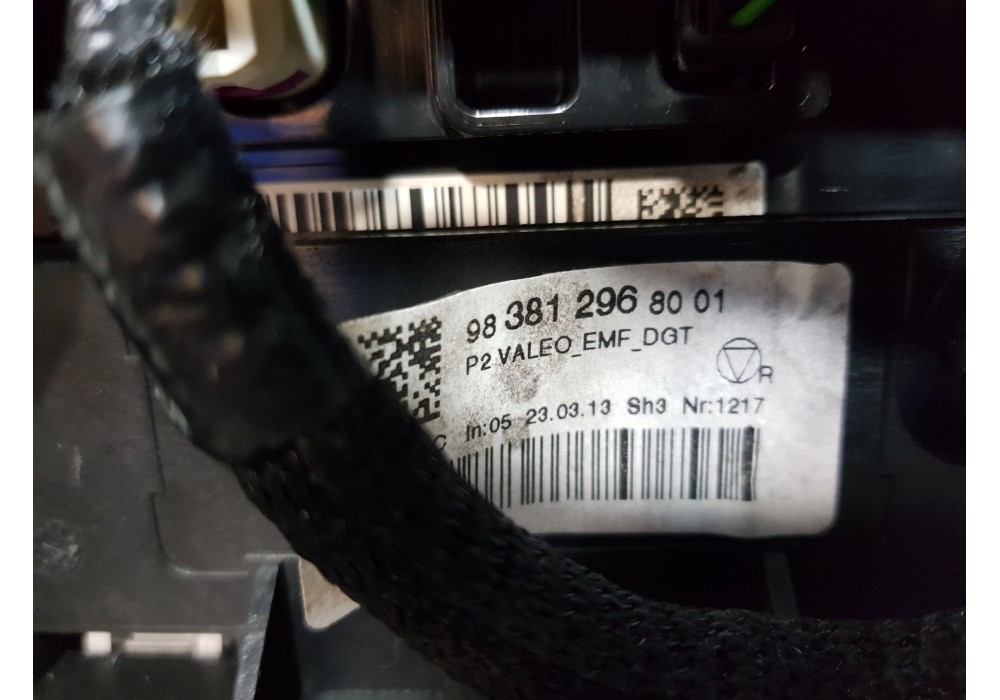 98 381 296 80 01
P2 VALEO_EMF_DGT
R
C In:05 23.03.13 Sh3 Nr:1217